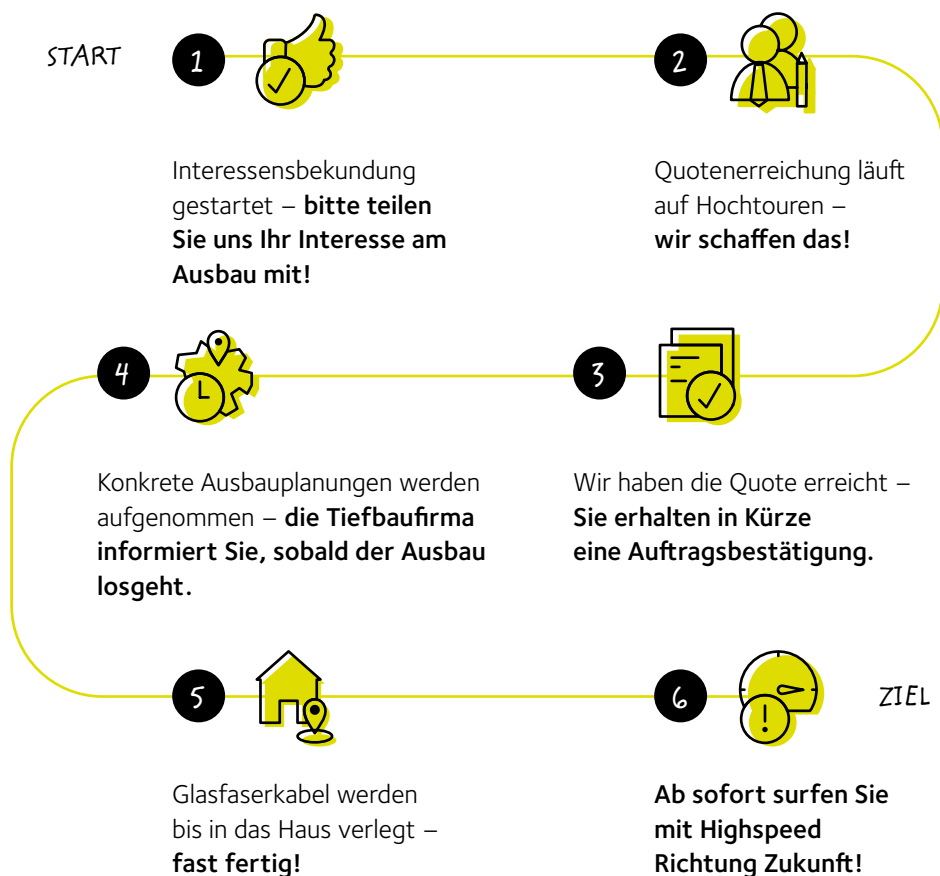 START
1
Interessensbekundung
gestartet – bitte teilen
Sie uns Ihr Interesse am
Ausbau mit!
2
Quotenerreichung läuft
auf Hochtouren –
wir schaffen das!
3
Wir haben die Quote erreicht –
Sie erhalten in Kürze
eine Auftragsbestätigung.
4
Konkrete Ausbauplanungen werden
aufgenommen – die Tiefbaufirma
informiert Sie, sobald der Ausbau
losgeht.
5
Glasfaserkabel werden
bis in das Haus verlegt –
fast fertig!
6
ZIEL
Ab sofort surfen Sie
mit Highspeed
Richtung Zukunft!